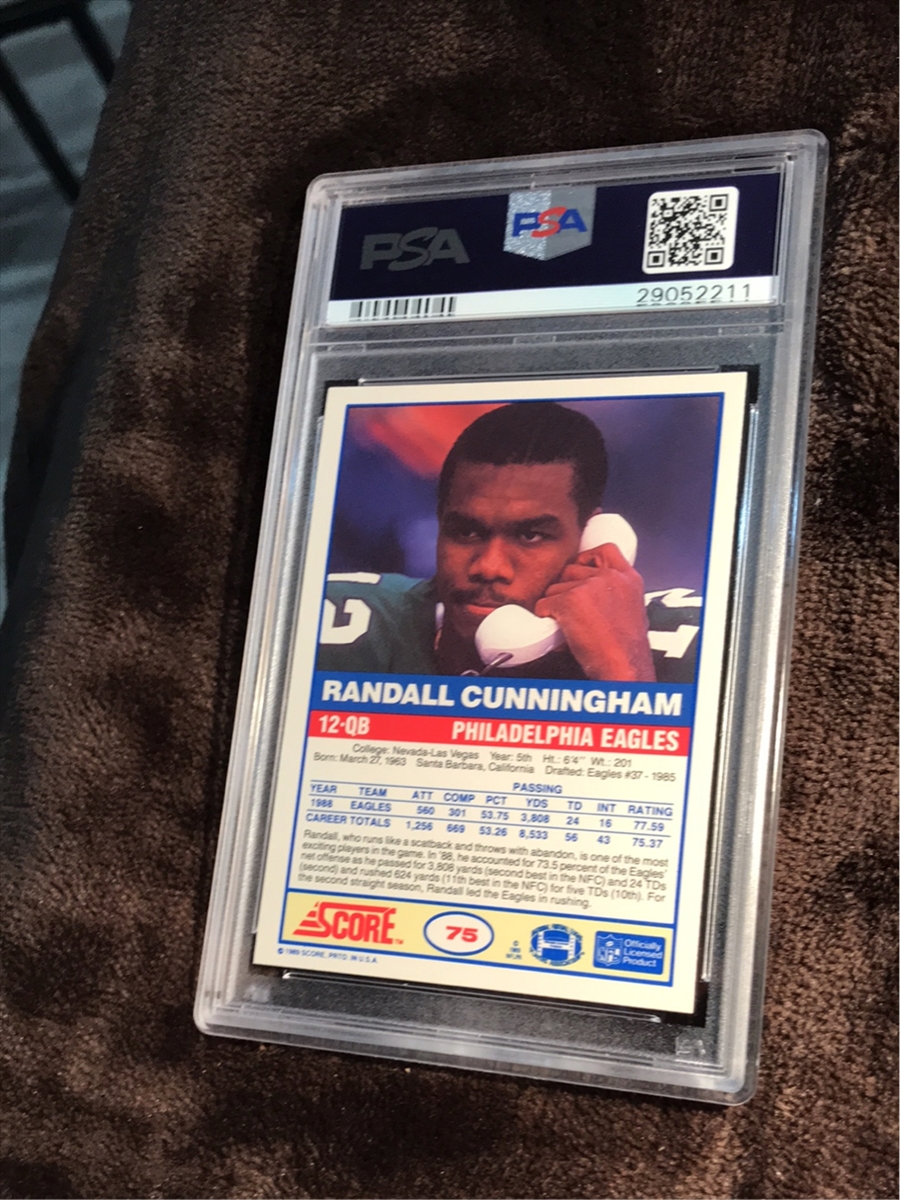 PSA
PSA
29052211
RANDALL CUNNINGHAM
12•QB PHILADELPHIA EAGLES
College: Nevada-Las Vegas Year: 5th Ht.: 6'4" Wt.: 201
Born: March 27, 1963 Santa Barbara, California Drafted: Eagles #37 - 1985
PASSING
YEAR TEAM ATT COMP PCT YDS TD INT RATING
1988 EAGLES 560 301 53.75 3,808 24 16 77.59
CAREER TOTALS 1,256 669 53.26 8,533 56 43 75.37
Randall, who runs like a scatback and throws with abandon, is one of the most
exciting players in the game. In '88, he accounted for 73.5 percent of the Eagles'
net offense as he passed for 3,808 yards (second best in the NFC) and 24 TDs
(second) and rushed 624 yards (11th best in the NFC) for five TDs (10th). For
the second straight season, Randall led the Eagles in rushing.
SCORE™ 75
NFL Officially
Licensed
Product
© 1989 SCORE, PRTD. IN U.S.A.